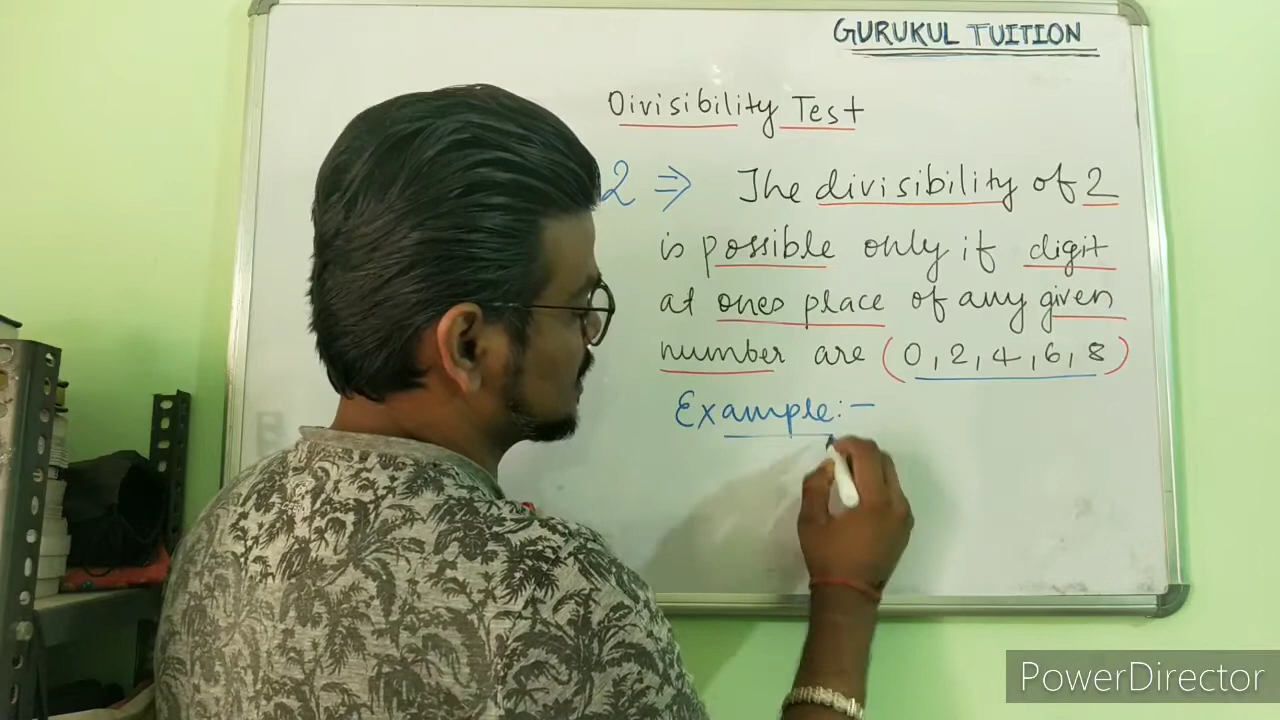 GURUKUL TUITION
Divisibility Test
2 ⇒ The divisibility of 2
is possible only if digit
at ones place of any given
number are (0, 2, 4, 6, 8)
Example:-
PowerDirector